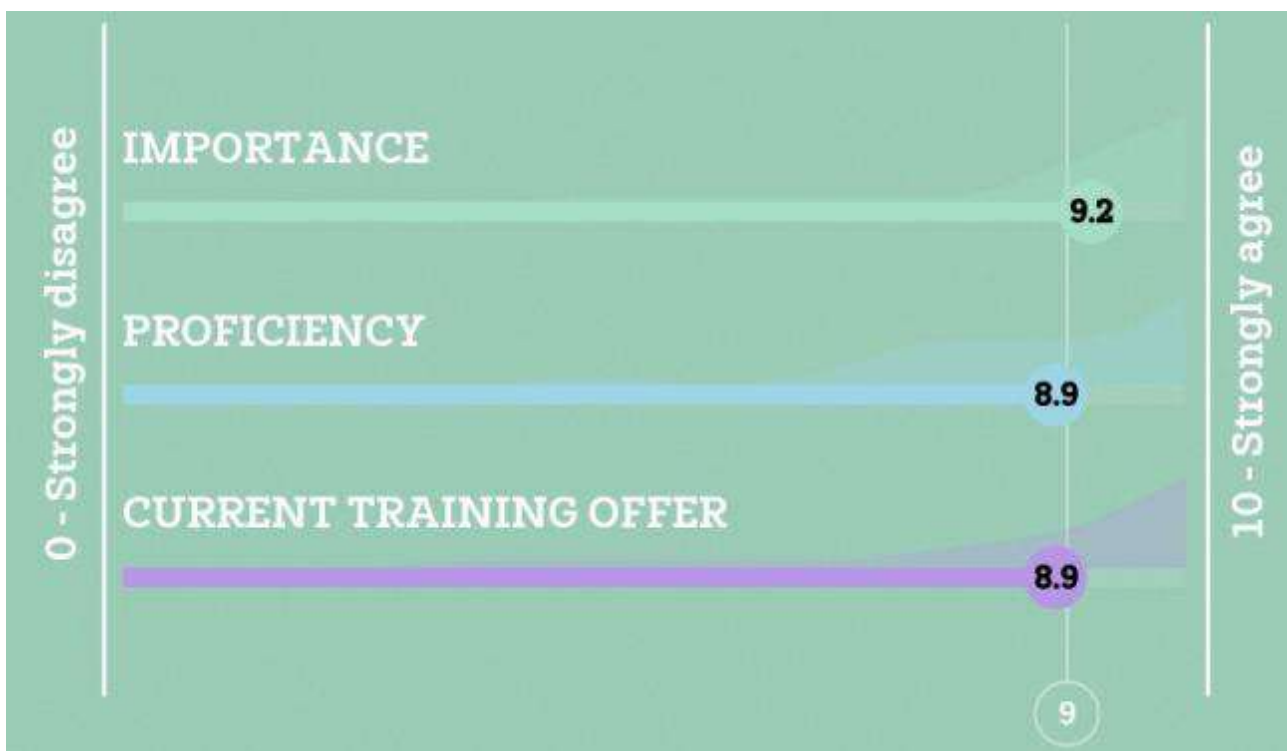 0 - Strongly disagree
IMPORTANCE
9.2
PROFICIENCY
8.9
CURRENT TRAINING OFFER
8.9
9
10 - Strongly agree